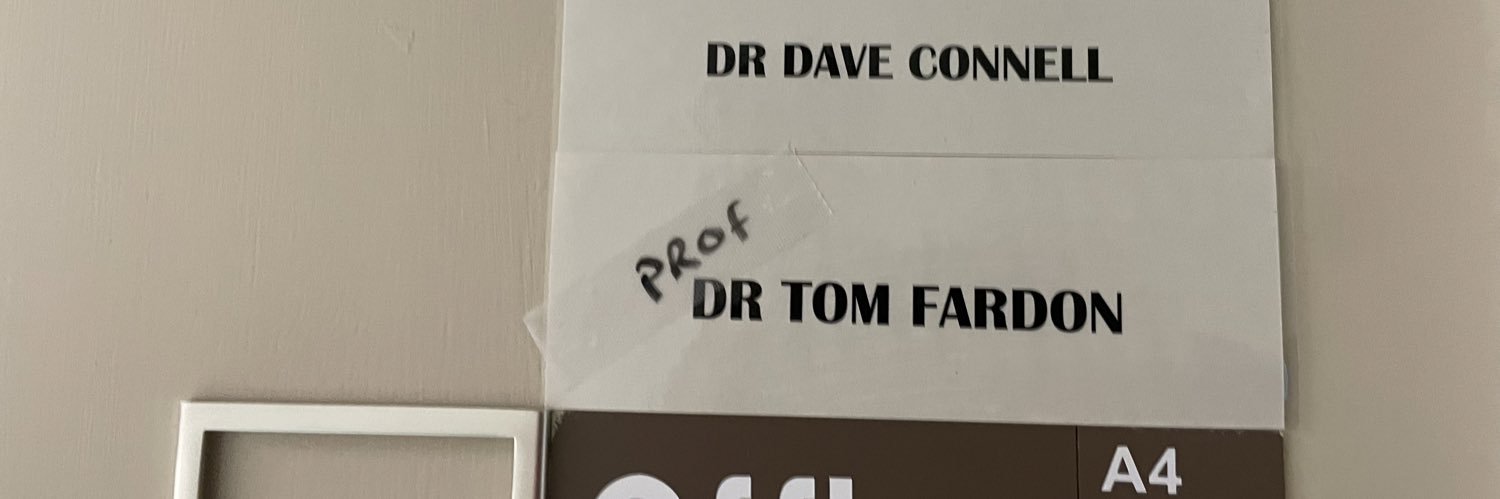 DR DAVE CONNELL
PROF
DR TOM FARDON
A4